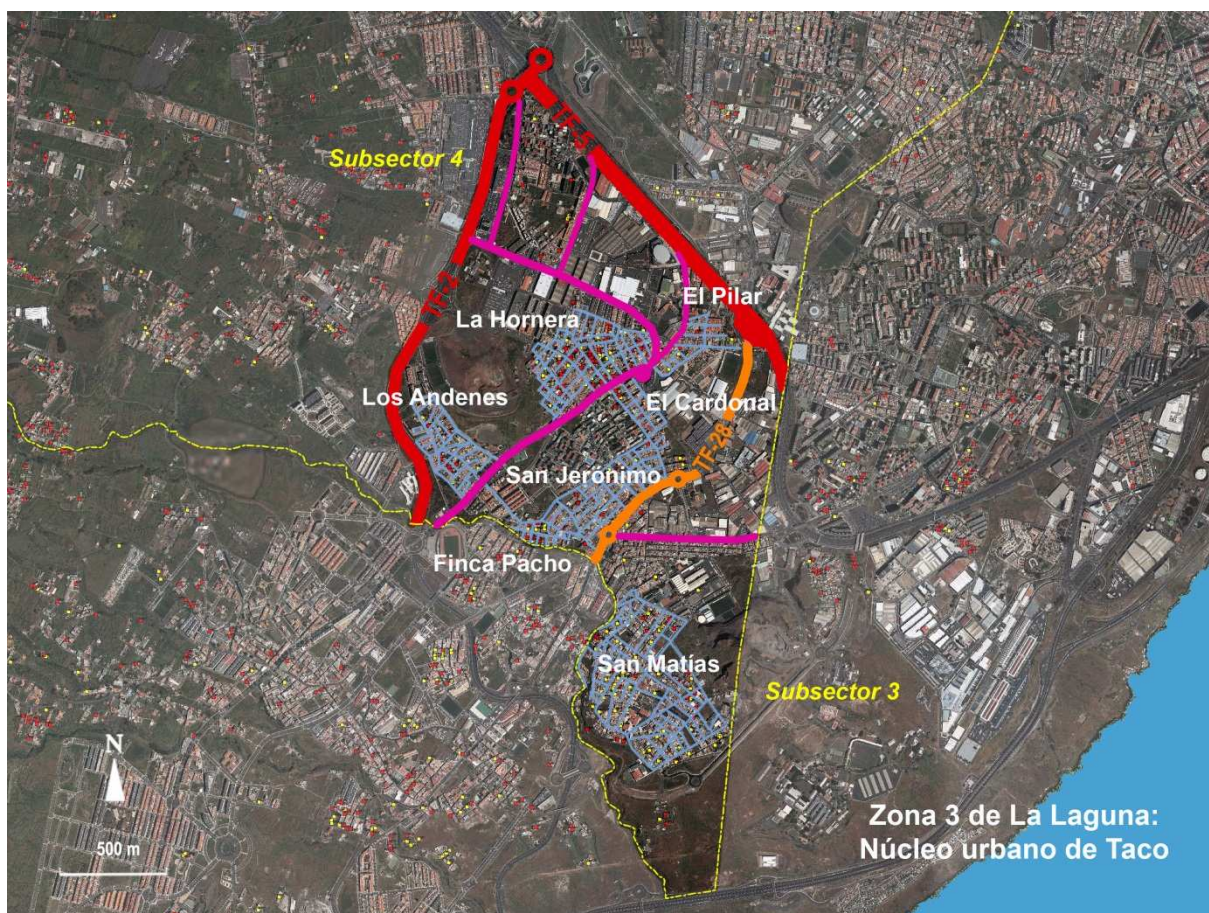 TF-5
Subsector 4
TF-2
El Pilar
La Hornera
Los Andenes
El Cardonal
TF-28
San Jerónimo
Finca Pacho
San Matías
Subsector 3
N
500 m
Zona 3 de La Laguna:
Núcleo urbano de Taco